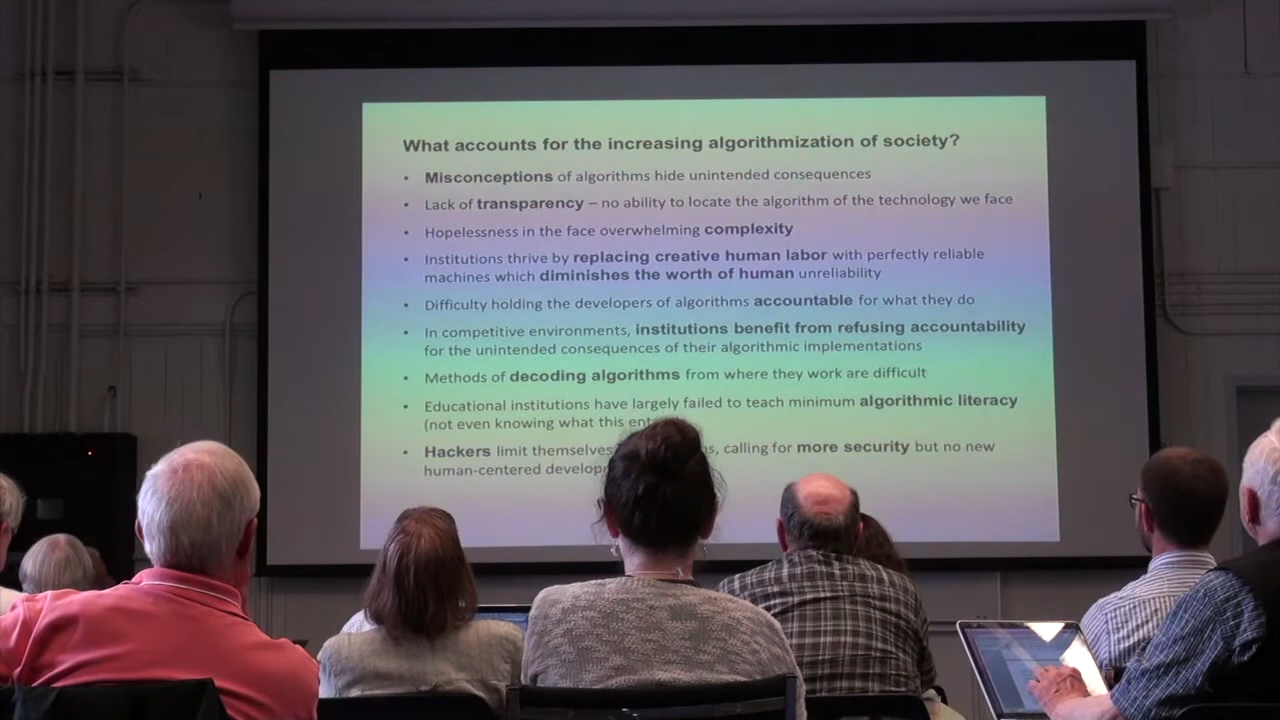 What accounts for the increasing algorithmization of society?
• Misconceptions of algorithms hide unintended consequences
• Lack of transparency – no ability to locate the algorithm of the technology we face
• Hopelessness in the face overwhelming complexity
• Institutions thrive by replacing creative human labor with perfectly reliable
machines which diminishes the worth of human unreliability
• Difficulty holding the developers of algorithms accountable for what they do
• In competitive environments, institutions benefit from refusing accountability
for the unintended consequences of their algorithmic implementations
• Methods of decoding algorithms from where they work are difficult
• Educational institutions have largely failed to teach minimum algorithmic literacy
(not even knowing what this
• Hackers limit themselves calling for more security but no new
human-centered